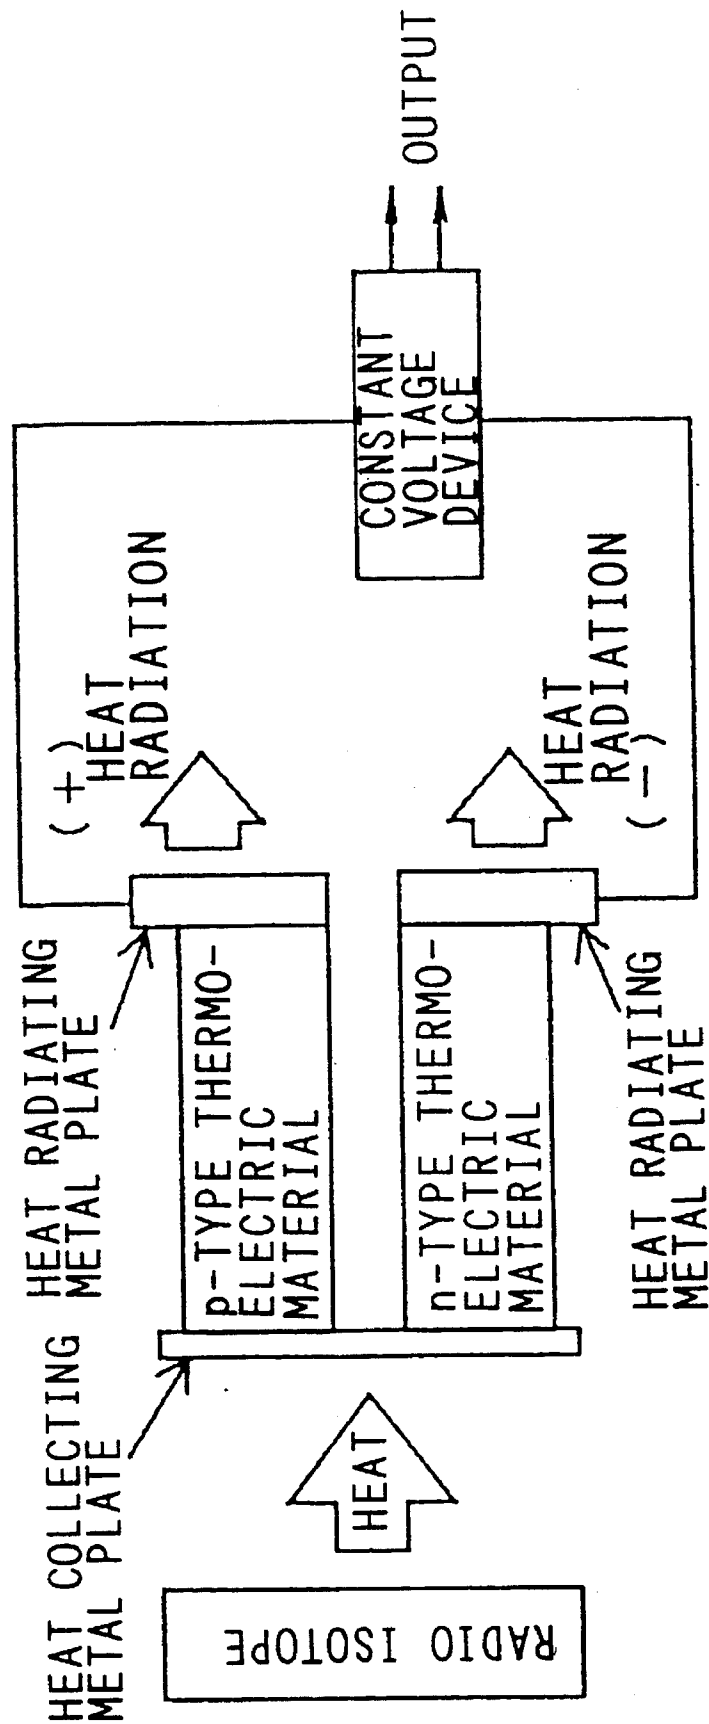 HEAT COLLECTING
METAL PLATE
RADIO ISOTOPE
HEAT
HEAT RADIATING
METAL PLATE
p-TYPE THERMO-
ELECTRIC
MATERIAL
n-TYPE THERMO-
ELECTRIC
MATERIAL
HEAT RADIATING
METAL PLATE
(+)
HEAT
RADIATION
HEAT
RADIATION
(-)
CONSTANT
VOLTAGE
DEVICE
OUTPUT